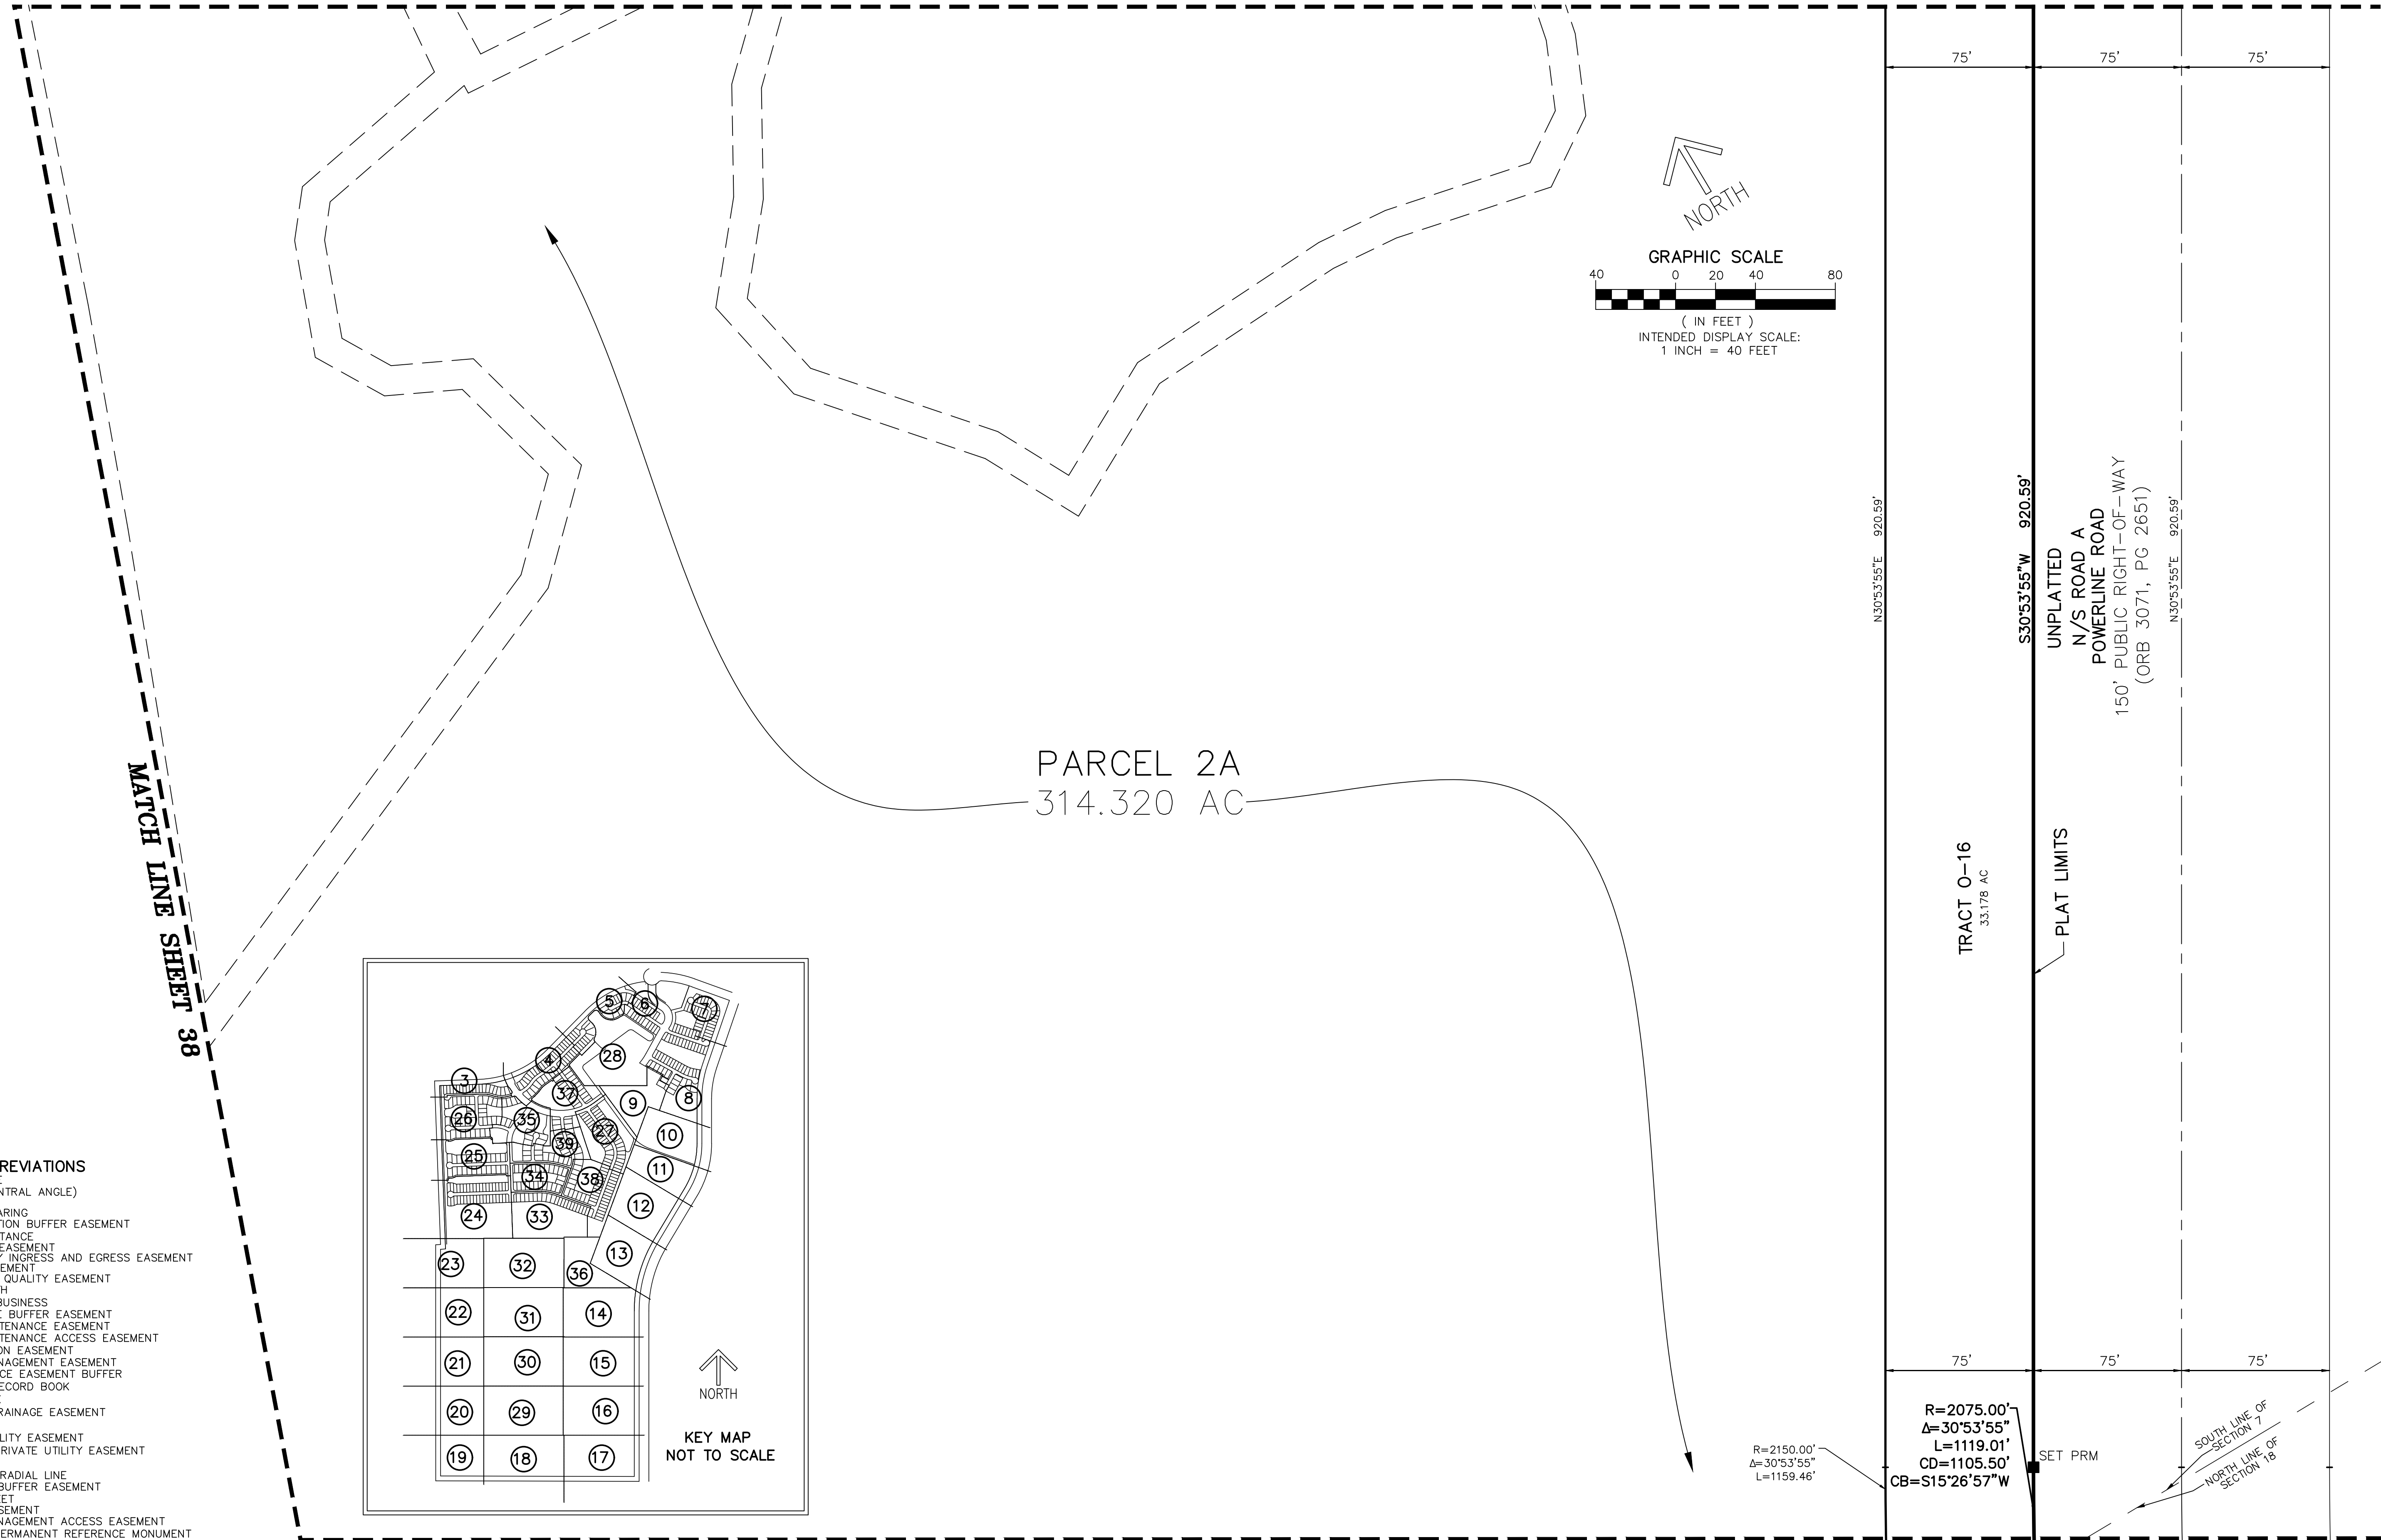 75'
75'
75'
NORTH
GRAPHIC SCALE
40 0 20 40 80
( IN FEET )
INTENDED DISPLAY SCALE:
1 INCH = 40 FEET
N30°53'55"E 920.59'
S30°53'55"W 920.59'
UNPLATTED
N/S ROAD A
POWERLINE ROAD
150' PUBLIC RIGHT-OF-WAY
(ORB 3071, PG 2651)
N30°53'55"E 920.59'
MATCH LINE SHEET 38
PARCEL 2A
314.320 AC
TRACT O-16
33.178 AC
PLAT LIMITS
5
6
7
4
28
3
37
9
8
26
35
27
10
39
25
11
34
38
12
24
33
13
23
32
36
22
31
14
21
30
15
20
29
16
19
18
17
NORTH
KEY MAP
NOT TO SCALE
REVIATIONS
NTRAL ANGLE)
ARING
TION BUFFER EASEMENT
TANCE
EASEMENT
Y INGRESS AND EGRESS EASEMENT
EMENT
QUALITY EASEMENT
TH
BUSINESS
E BUFFER EASEMENT
TENANCE EASEMENT
TENANCE ACCESS EASEMENT
ON EASEMENT
NAGEMENT EASEMENT
CE EASEMENT BUFFER
ECORD BOOK
RAINAGE EASEMENT
LITY EASEMENT
PRIVATE UTILITY EASEMENT
RADIAL LINE
BUFFER EASEMENT
EET
SEMENT
NAGEMENT ACCESS EASEMENT
PERMANENT REFERENCE MONUMENT
75'
75'
75'
R=2150.00'
Δ=30°53'55"
L=1159.46'
R=2075.00'
Δ=30°53'55"
L=1119.01'
CD=1105.50'
CB=S15°26'57"W
SET PRM
SOUTH LINE OF
SECTION 7
NORTH LINE OF
SECTION 18